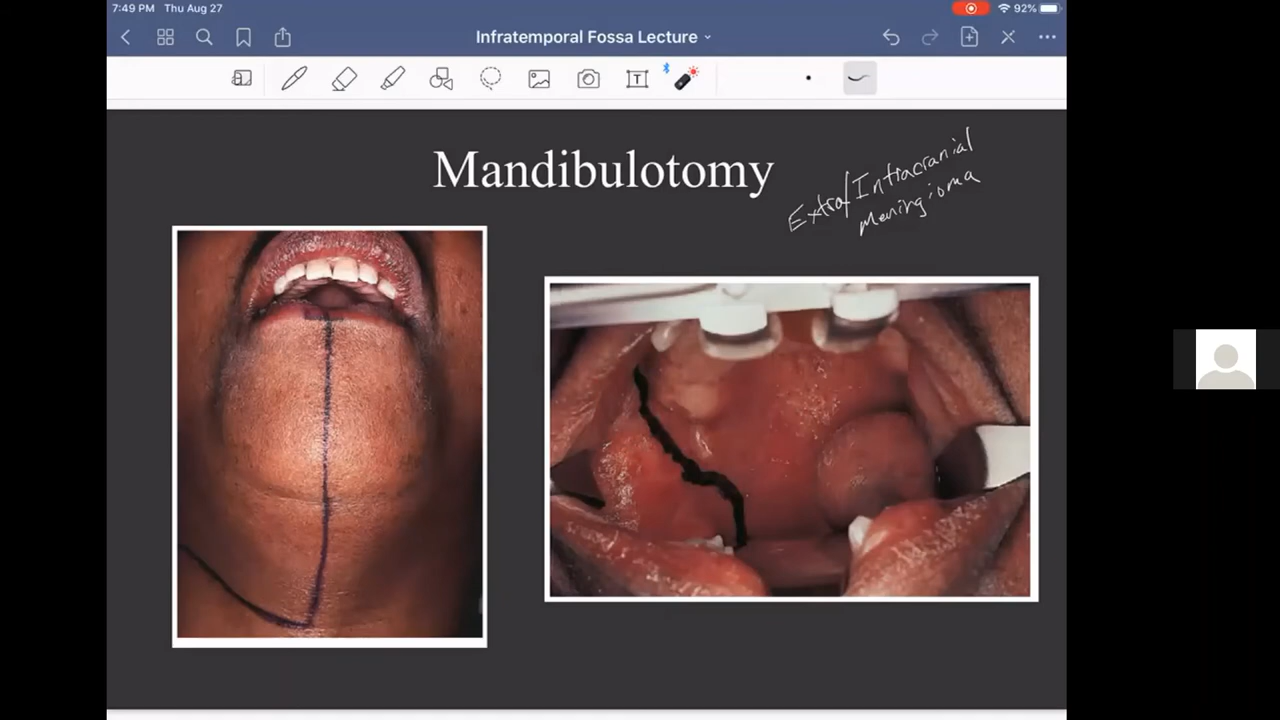 7:49 PM Thu Aug 27
92%
Infratemporal Fossa Lecture
T
Mandibulotomy
Extra/Intracranial
meningioma